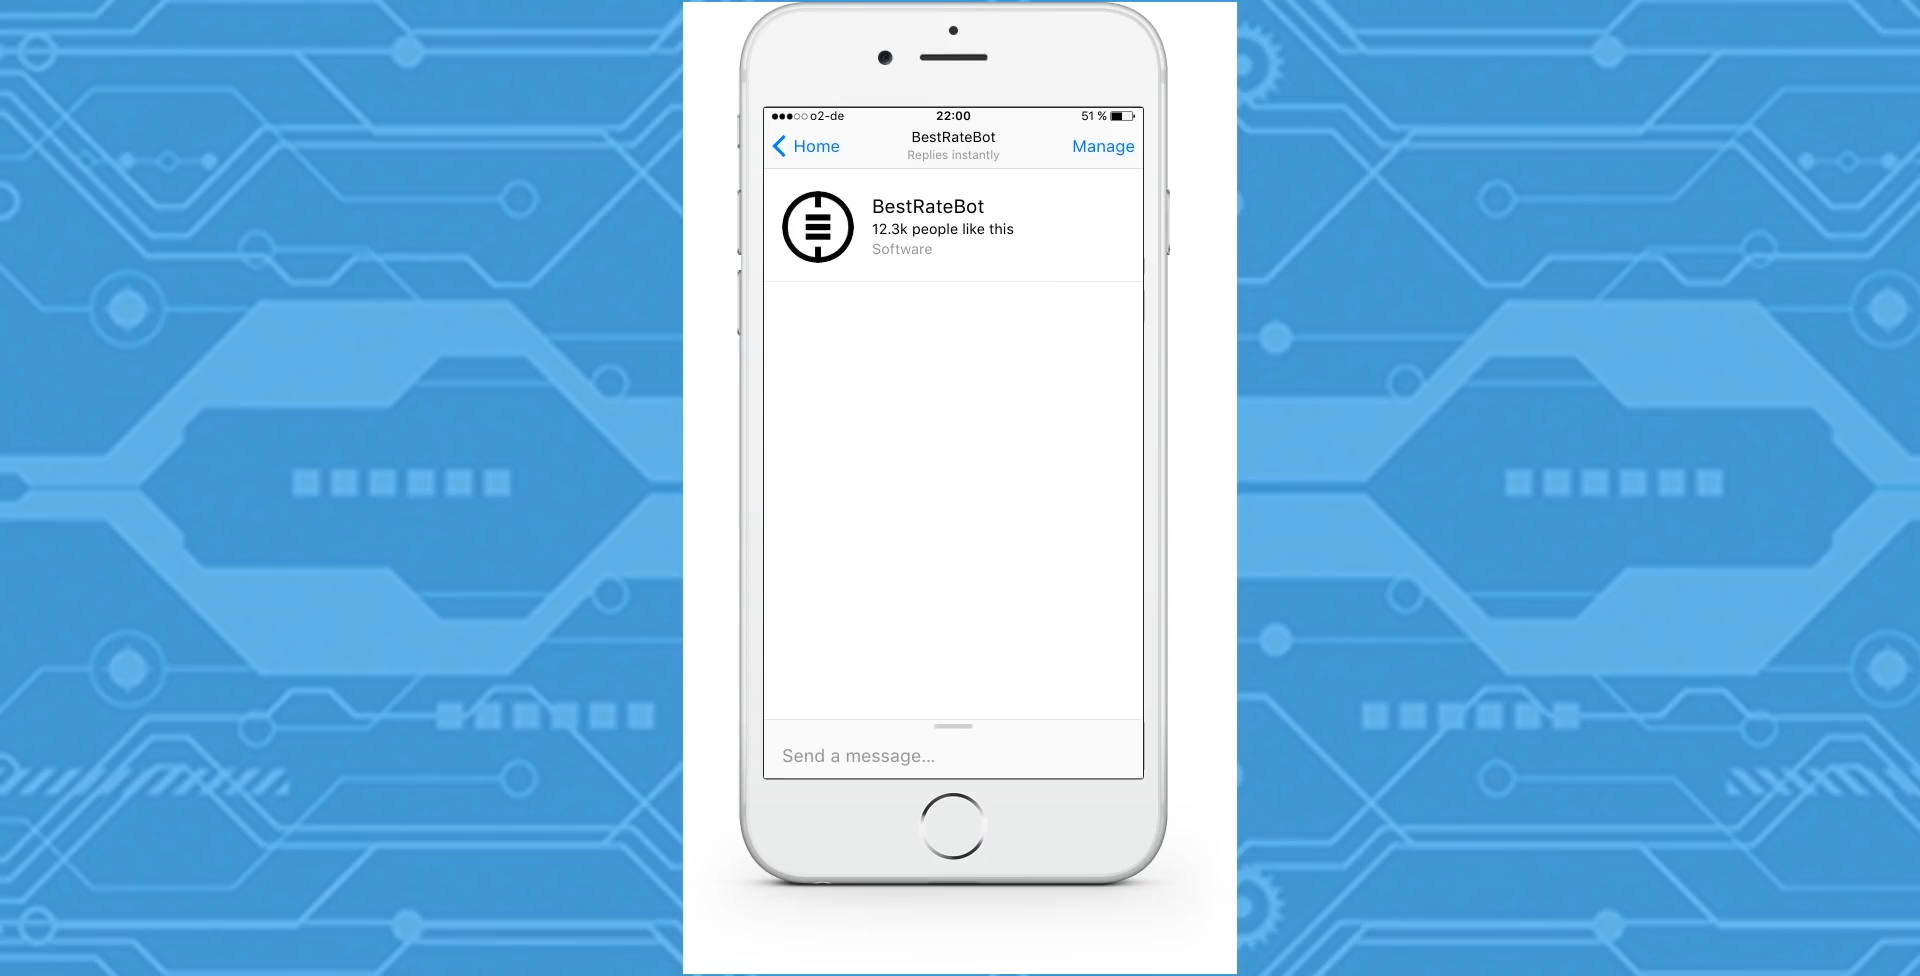 ●●●○○ o2-de 22:00 51 %
Home BestRateBot Manage
Replies instantly
BestRateBot
12.3k people like this
Software
Send a message...